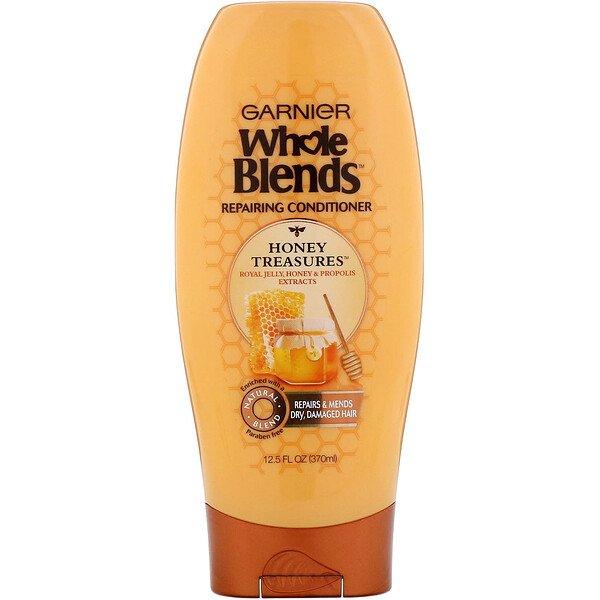 GARNIER
Whole
Blends™
REPAIRING CONDITIONER
HONEY
TREASURES™
ROYAL JELLY, HONEY & PROPOLIS
EXTRACTS
Enriched with a
NATURAL BLEND
Paraben free
REPAIRS & MENDS
DRY, DAMAGED HAIR
12.5 FL OZ (370ml)